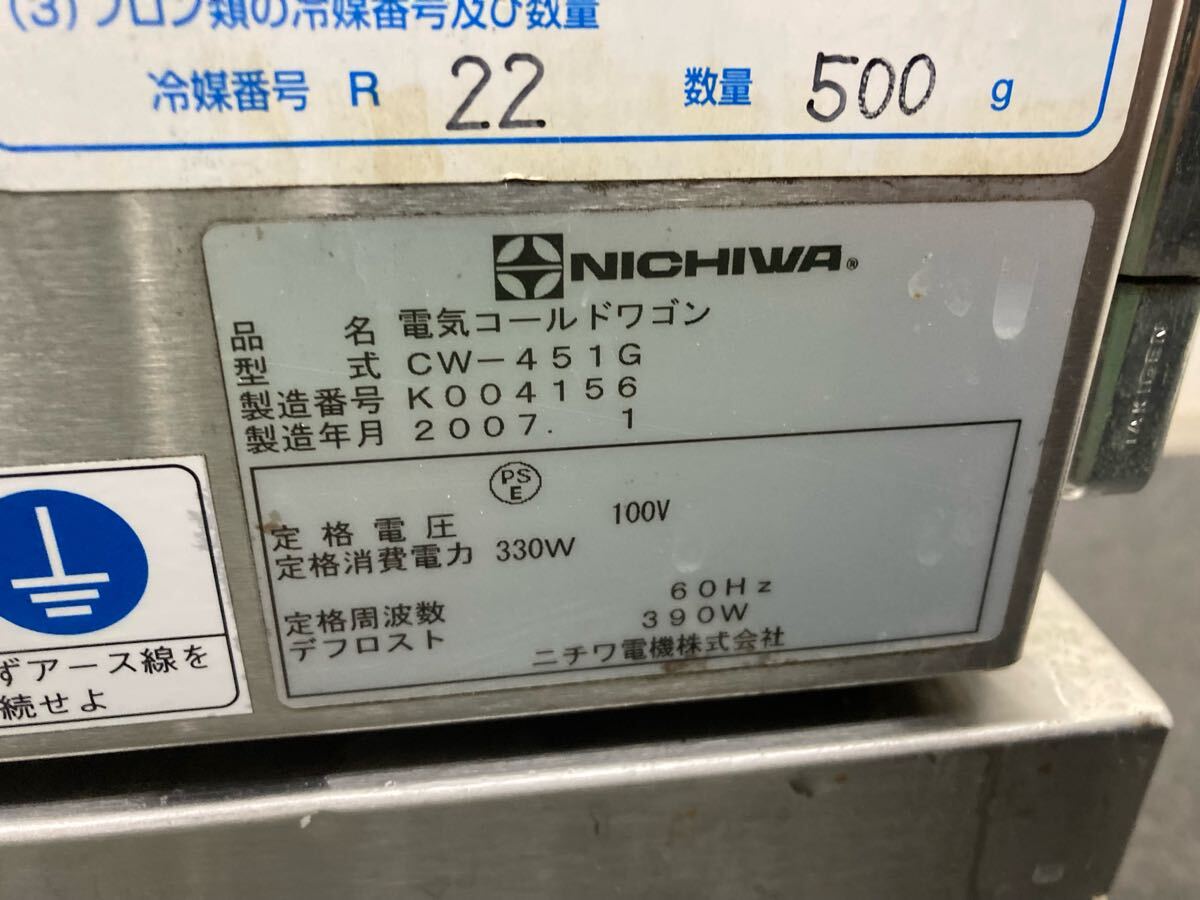 (3)フロン類の冷媒番号及び数量
冷媒番号 R 22 数量 500 g
NICHIWA®
品名 電気コールドワゴン
型式 CW-451G
製造番号 K004156
製造年月 2007. 1
PS
E
定格電圧 100V
定格消費電力 330W
定格周波数 60Hz
デフロスト 390W
ニチワ電機株式会社
ずアース線を
続せよ
TAKIGEN